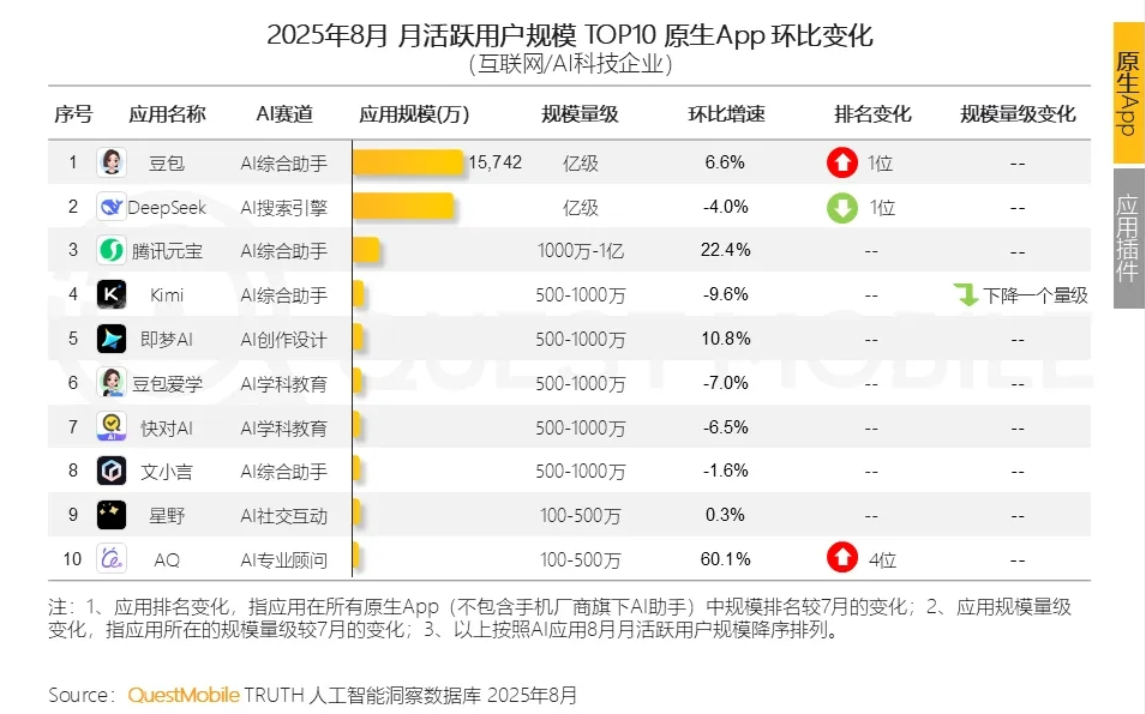 2025年8月 月活跃用户规模 TOP10 原生App 环比变化
（互联网/AI科技企业）
原生App
应用插件
序号 应用名称 AI赛道 应用规模(万) 规模量级 环比增速 排名变化 规模量级变化
1 豆包 AI综合助手 15,742 亿级 6.6% 1位 --
2 DeepSeek AI搜索引擎 亿级 -4.0% 1位 --
3 腾讯元宝 AI综合助手 1000万-1亿 22.4% -- --
4 Kimi AI综合助手 500-1000万 -9.6% -- 下降一个量级
5 即梦AI AI创作设计 500-1000万 10.8% -- --
6 豆包爱学 AI学科教育 500-1000万 -7.0% -- --
7 快对AI AI学科教育 500-1000万 -6.5% -- --
8 文小言 AI综合助手 500-1000万 -1.6% -- --
9 星野 AI社交互动 100-500万 0.3% -- --
10 AQ AI专业顾问 100-500万 60.1% 4位 --
QUESTMOBILE
注：1、应用排名变化，指应用在所有原生App（不包含手机厂商旗下AI助手）中规模排名较7月的变化；2、应用规模量级
变化，指应用所在的规模量级较7月的变化；3、以上按照AI应用8月月活跃用户规模降序排列。
Source：QuestMobile TRUTH 人工智能洞察数据库 2025年8月